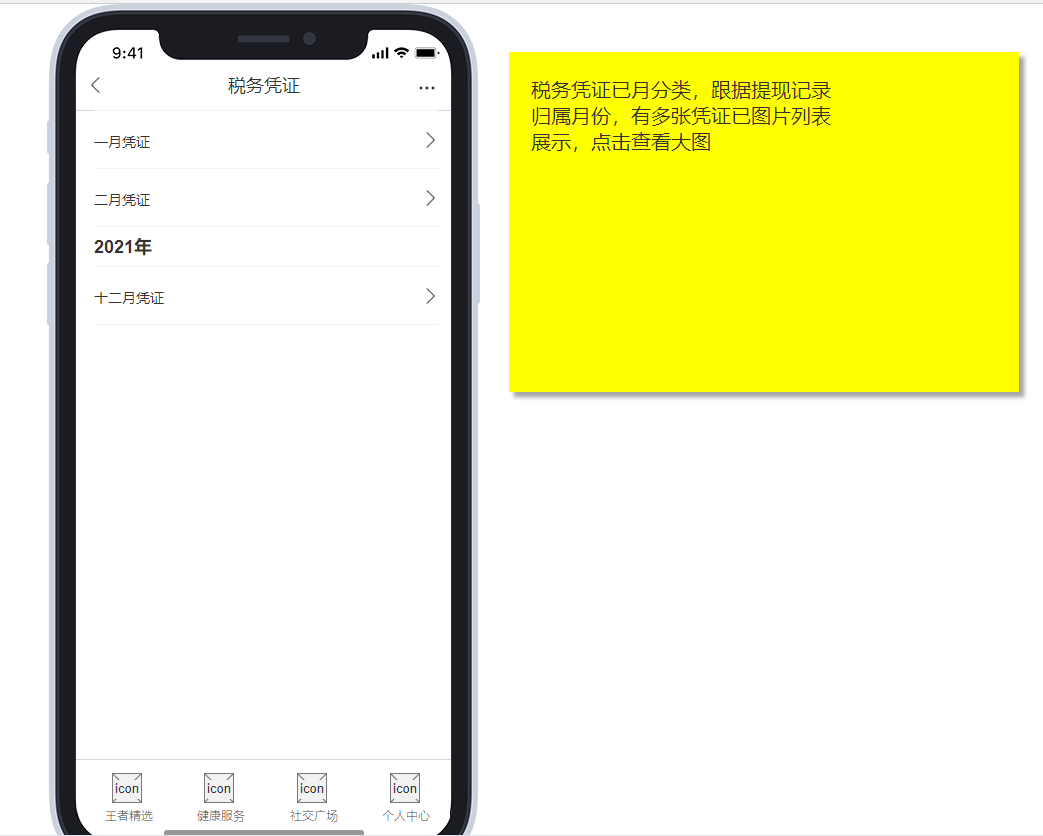 9:41
税务凭证
一月凭证
二月凭证
2021年
十二月凭证
icon
icon
icon
icon
王者精选
健康服务
社交广场
个人中心
税务凭证已月分类，跟据提现记录
归属月份，有多张凭证已图片列表
展示，点击查看大图